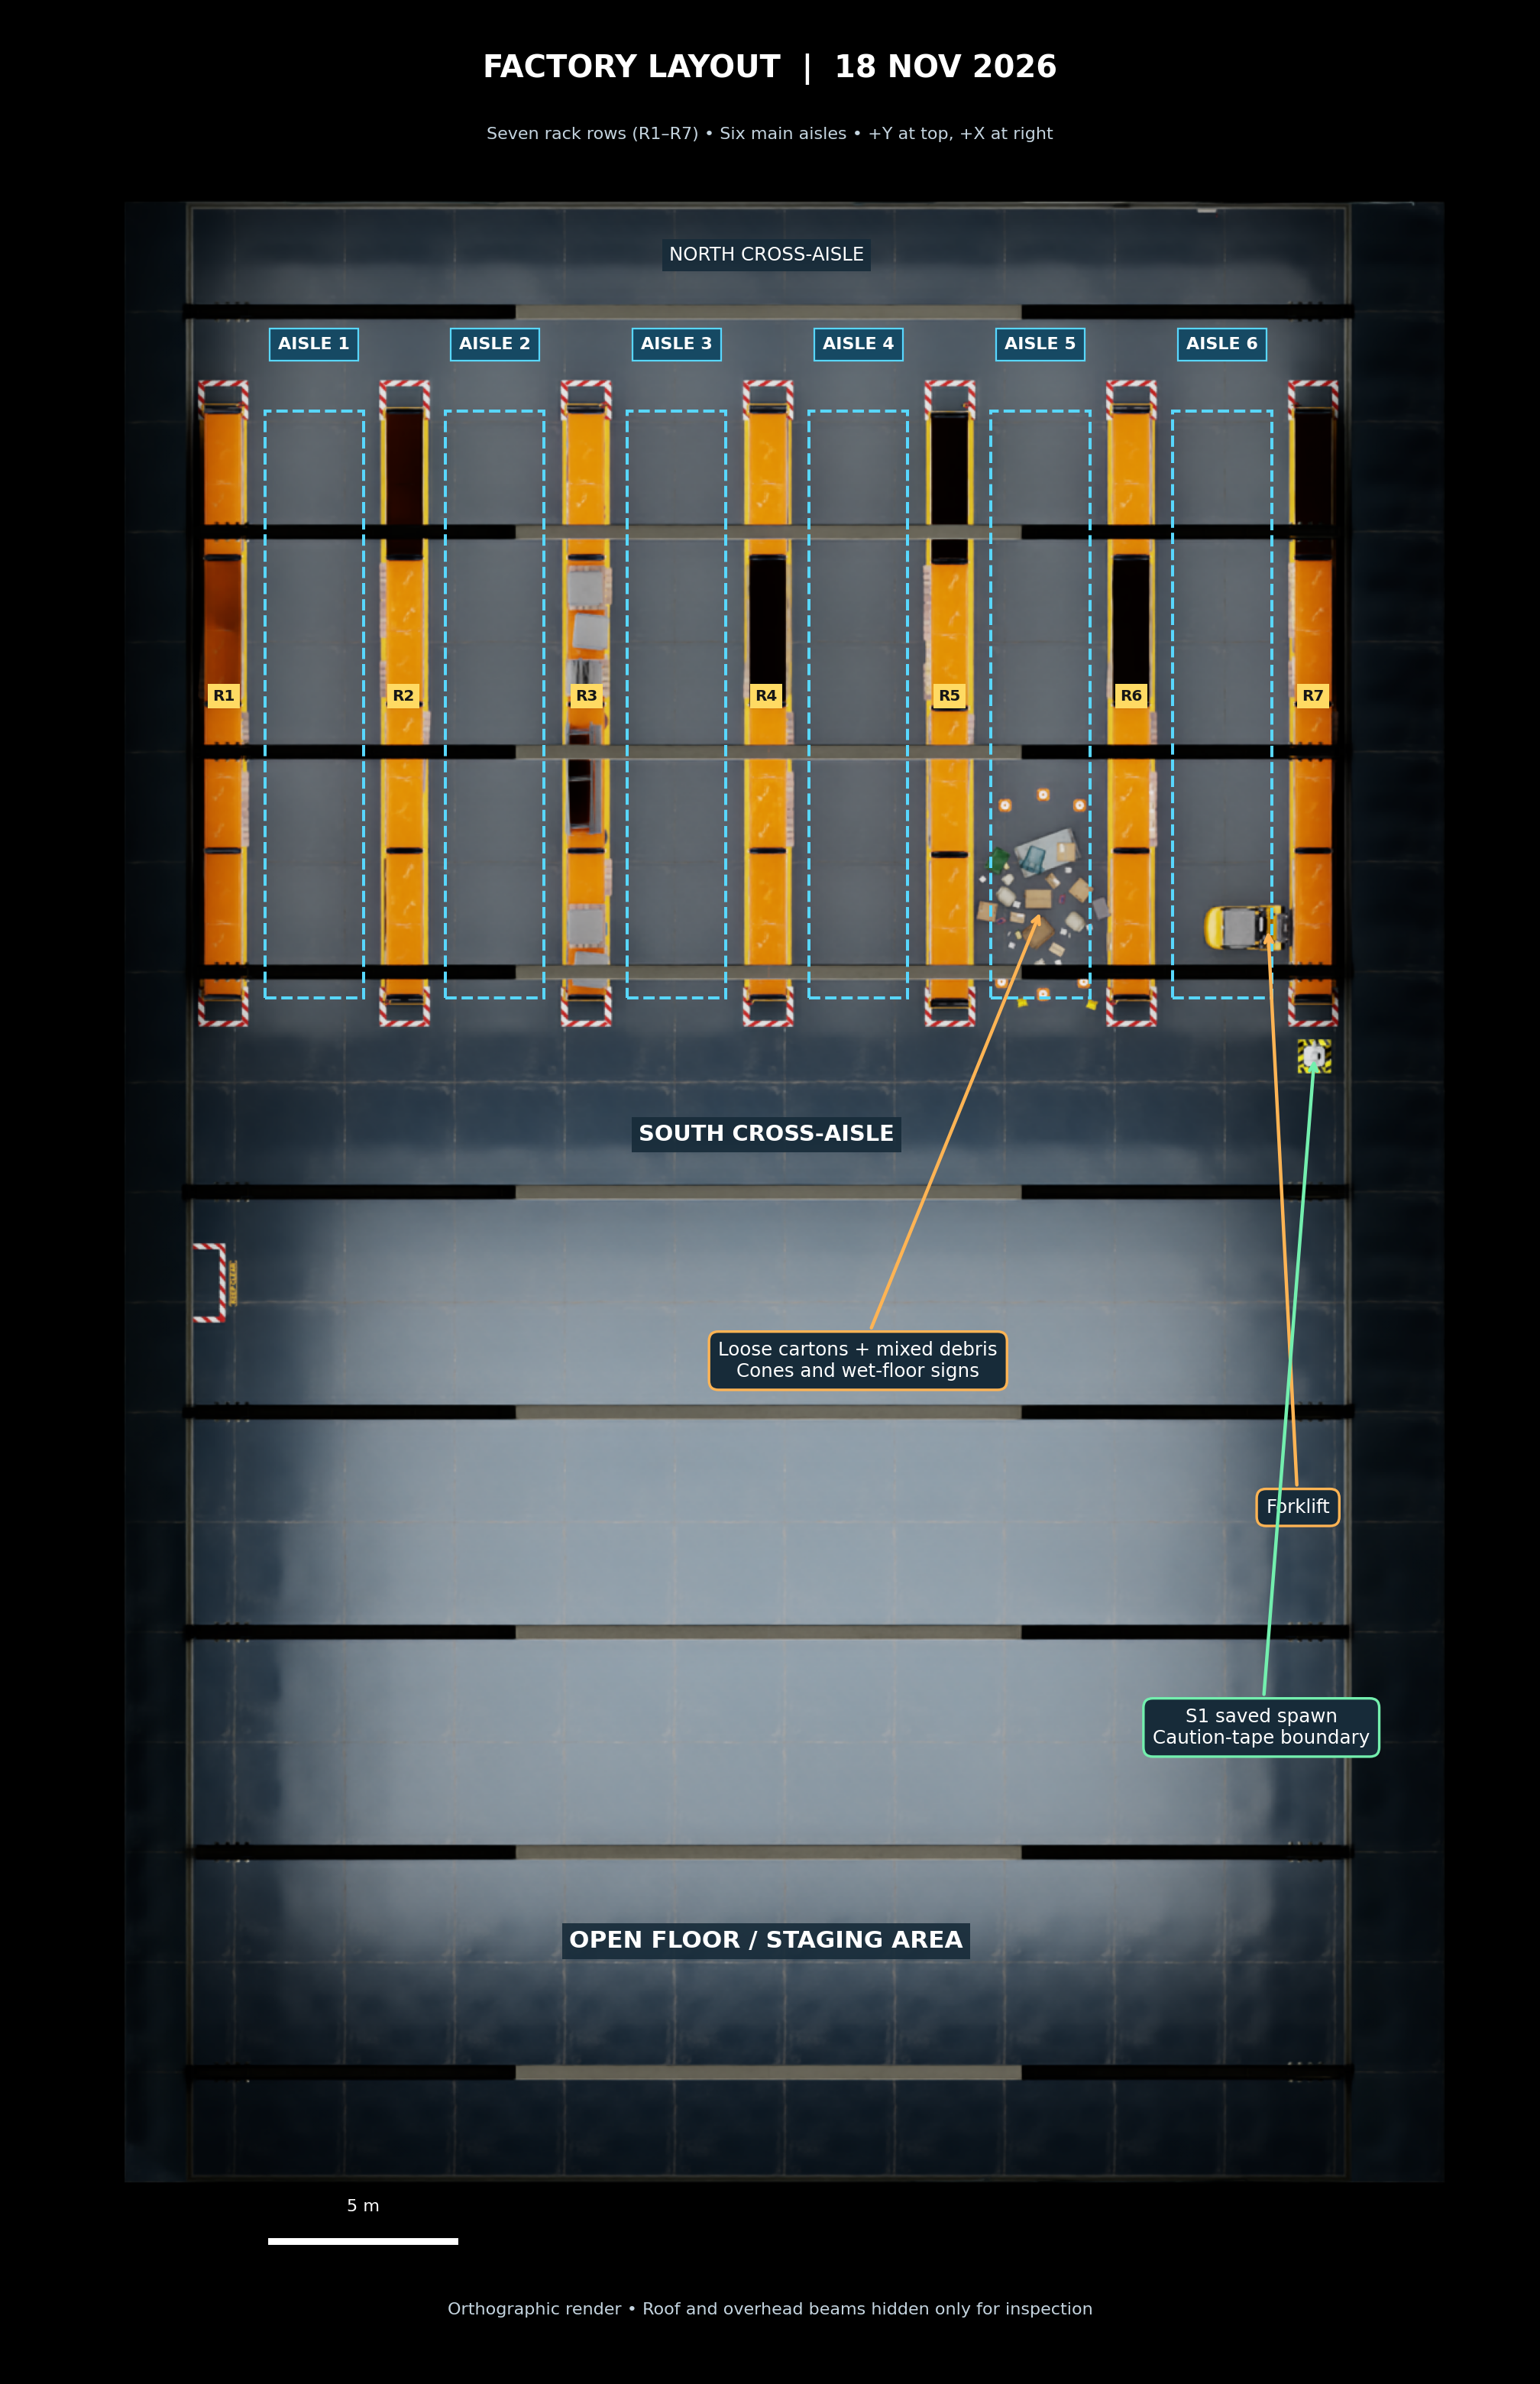 FACTORY LAYOUT | 18 NOV 2026
Seven rack rows (R1–R7) • Six main aisles • +Y at top, +X at right
NORTH CROSS-AISLE
AISLE 1
AISLE 2
AISLE 3
AISLE 4
AISLE 5
AISLE 6
R1
R2
R3
R4
R5
R6
R7
SOUTH CROSS-AISLE
Loose cartons + mixed debris
Cones and wet-floor signs
Forklift
S1 saved spawn
Caution-tape boundary
OPEN FLOOR / STAGING AREA
5 m
Orthographic render • Roof and overhead beams hidden only for inspection